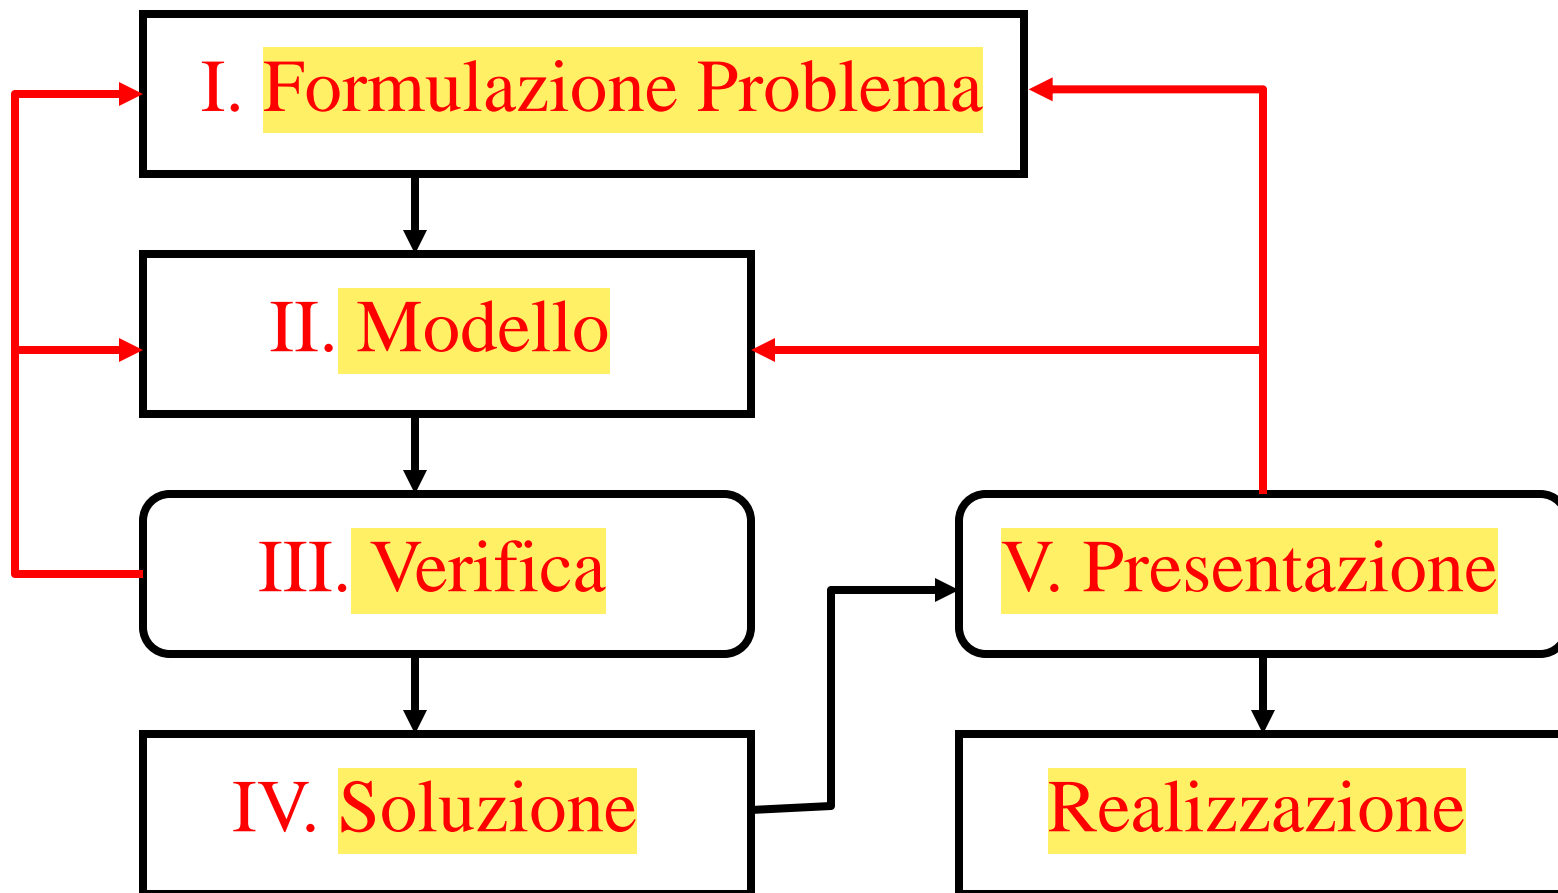 I. Formulazione Problema
II. Modello
III. Verifica
IV. Soluzione
V. Presentazione
Realizzazione